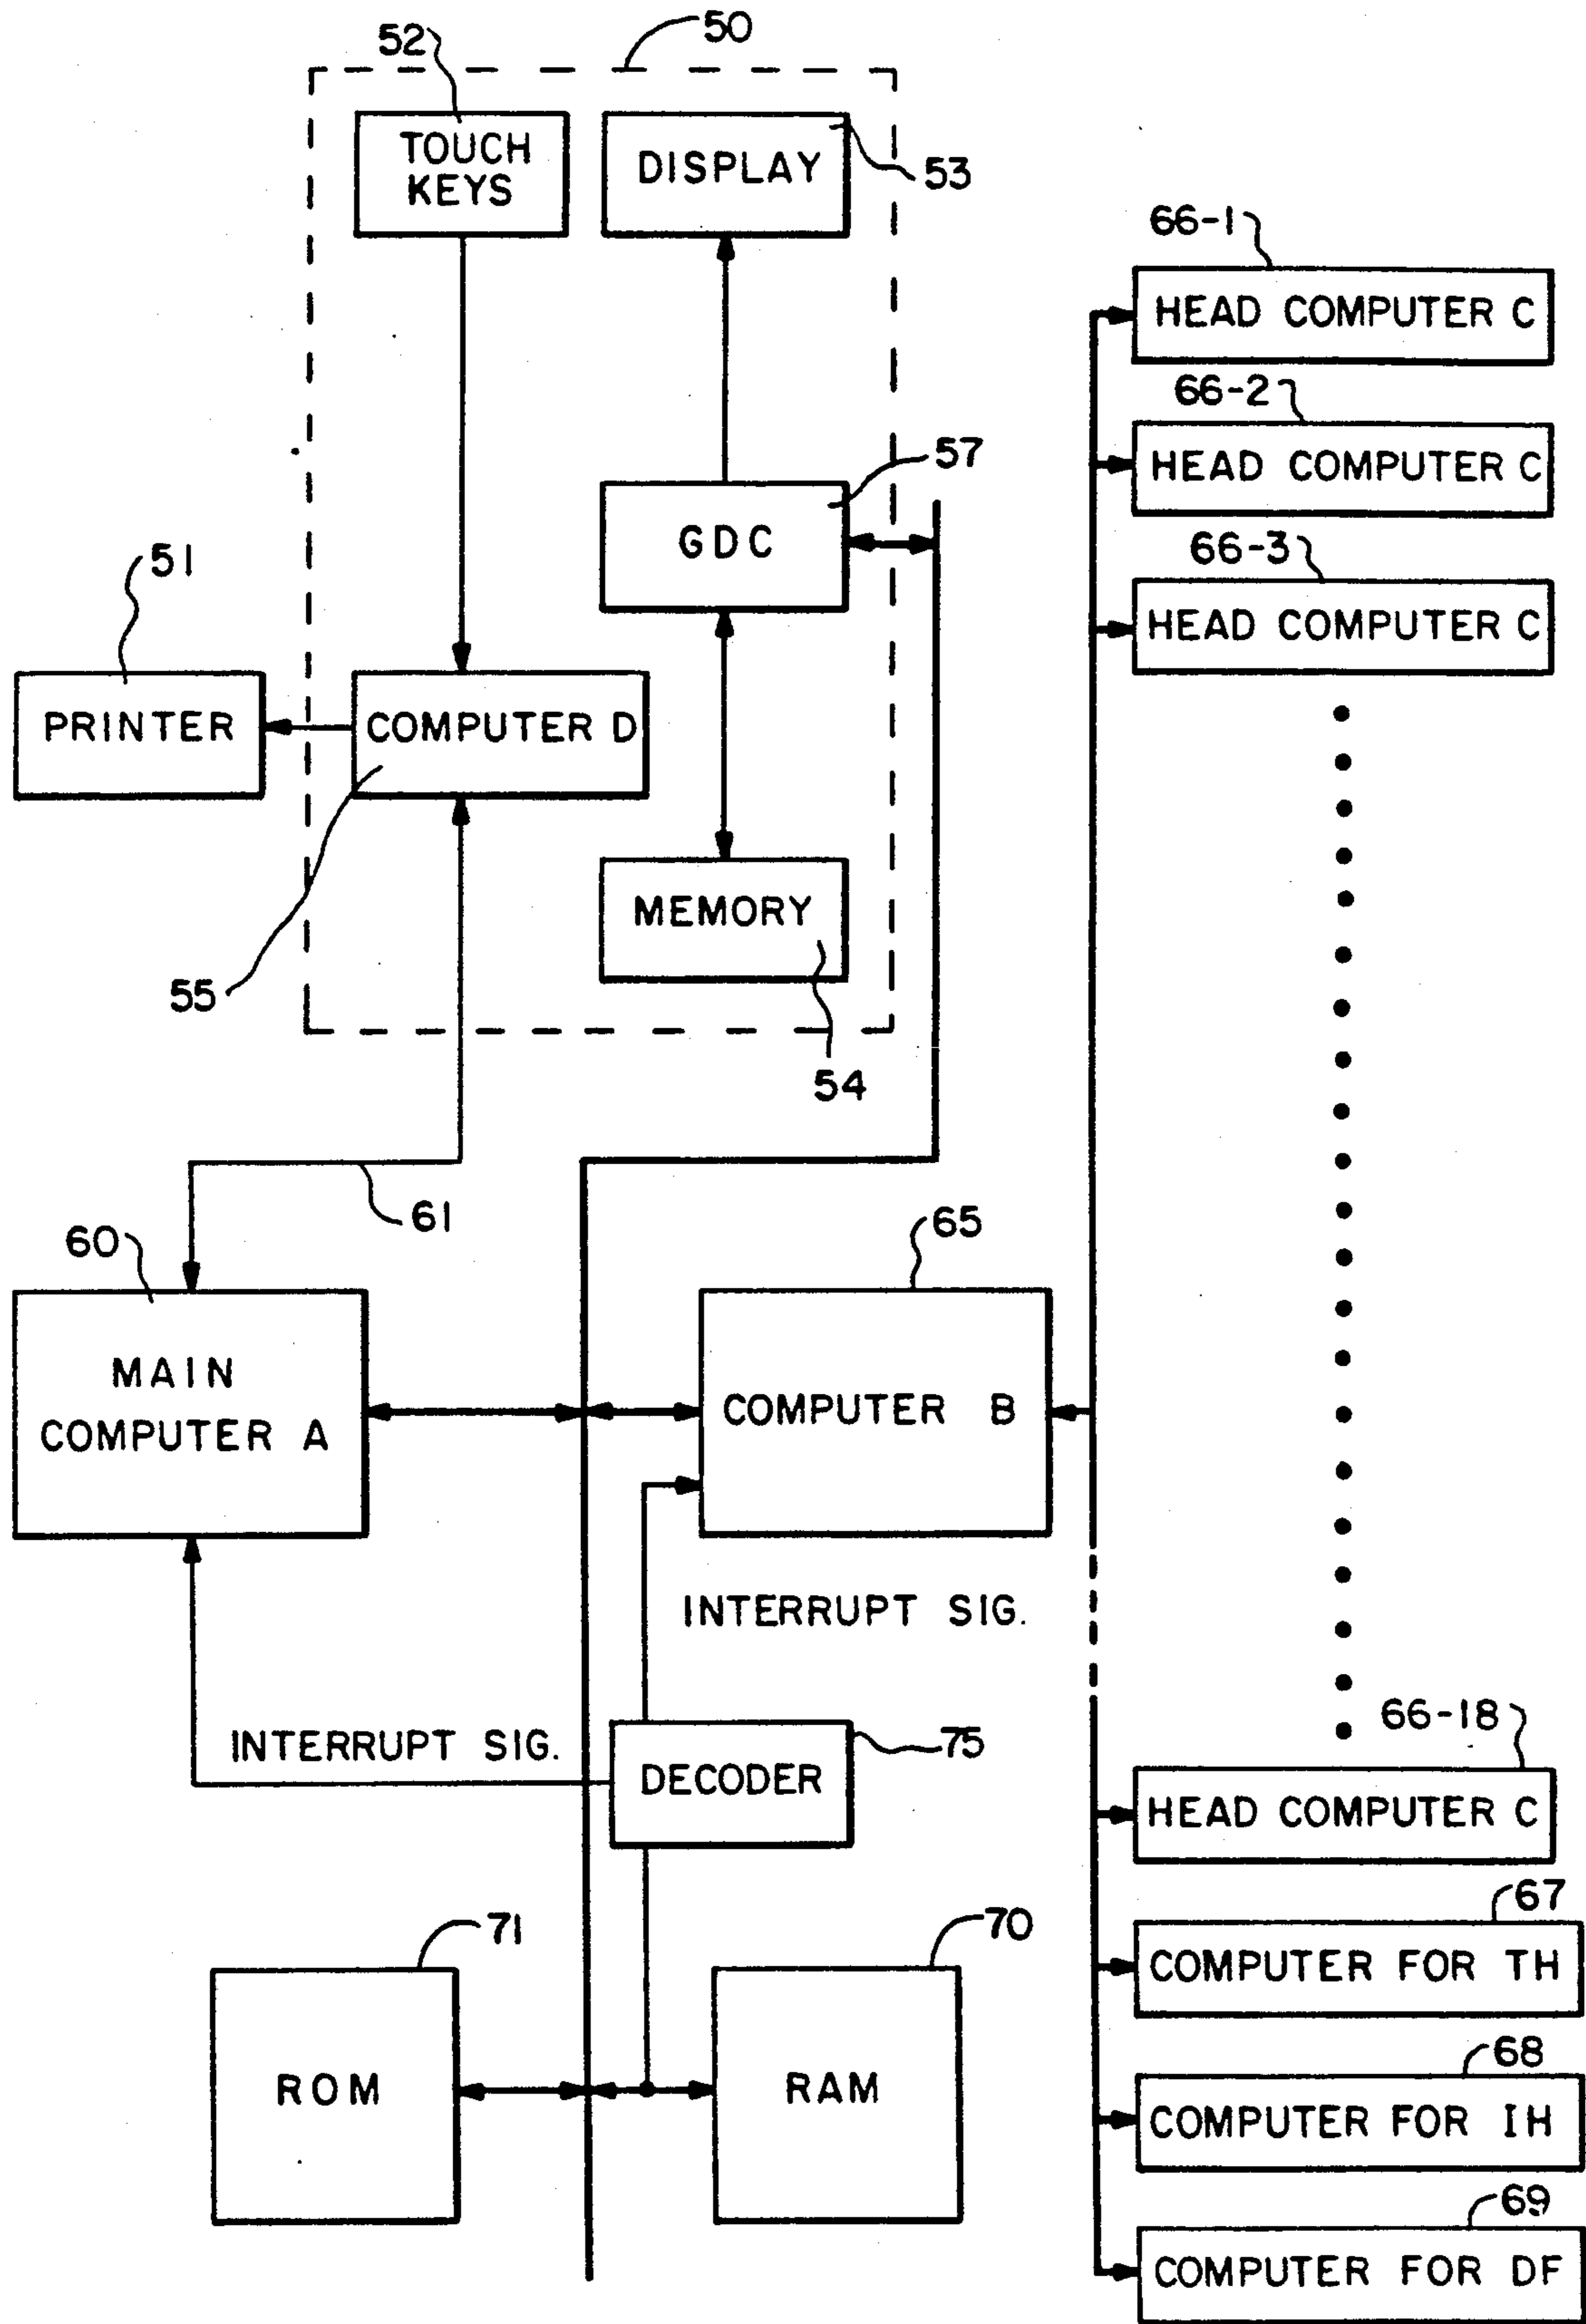 50
52
TOUCH
KEYS
DISPLAY
53
66-1
HEAD COMPUTER C
66-2
HEAD COMPUTER C
57
GDC
66-3
HEAD COMPUTER C
51
PRINTER
COMPUTER D
MEMORY
55
54
61
60
65
MAIN
COMPUTER A
COMPUTER B
INTERRUPT SIG.
INTERRUPT SIG.
75
DECODER
66-18
HEAD COMPUTER C
67
COMPUTER FOR TH
71
70
ROM
RAM
68
COMPUTER FOR IH
69
COMPUTER FOR DF